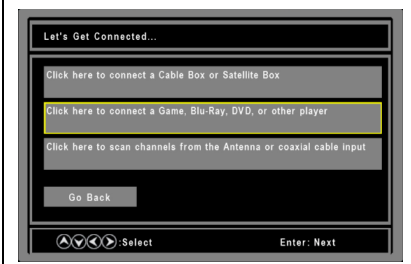 Let's Get Connected...
Click here to connect a Cable Box or Satellite Box
Click here to connect a Game, Blu-Ray, DVD, or other player
Click here to scan channels from the Antenna or coaxial cable input
Go Back
:Select
Enter: Next